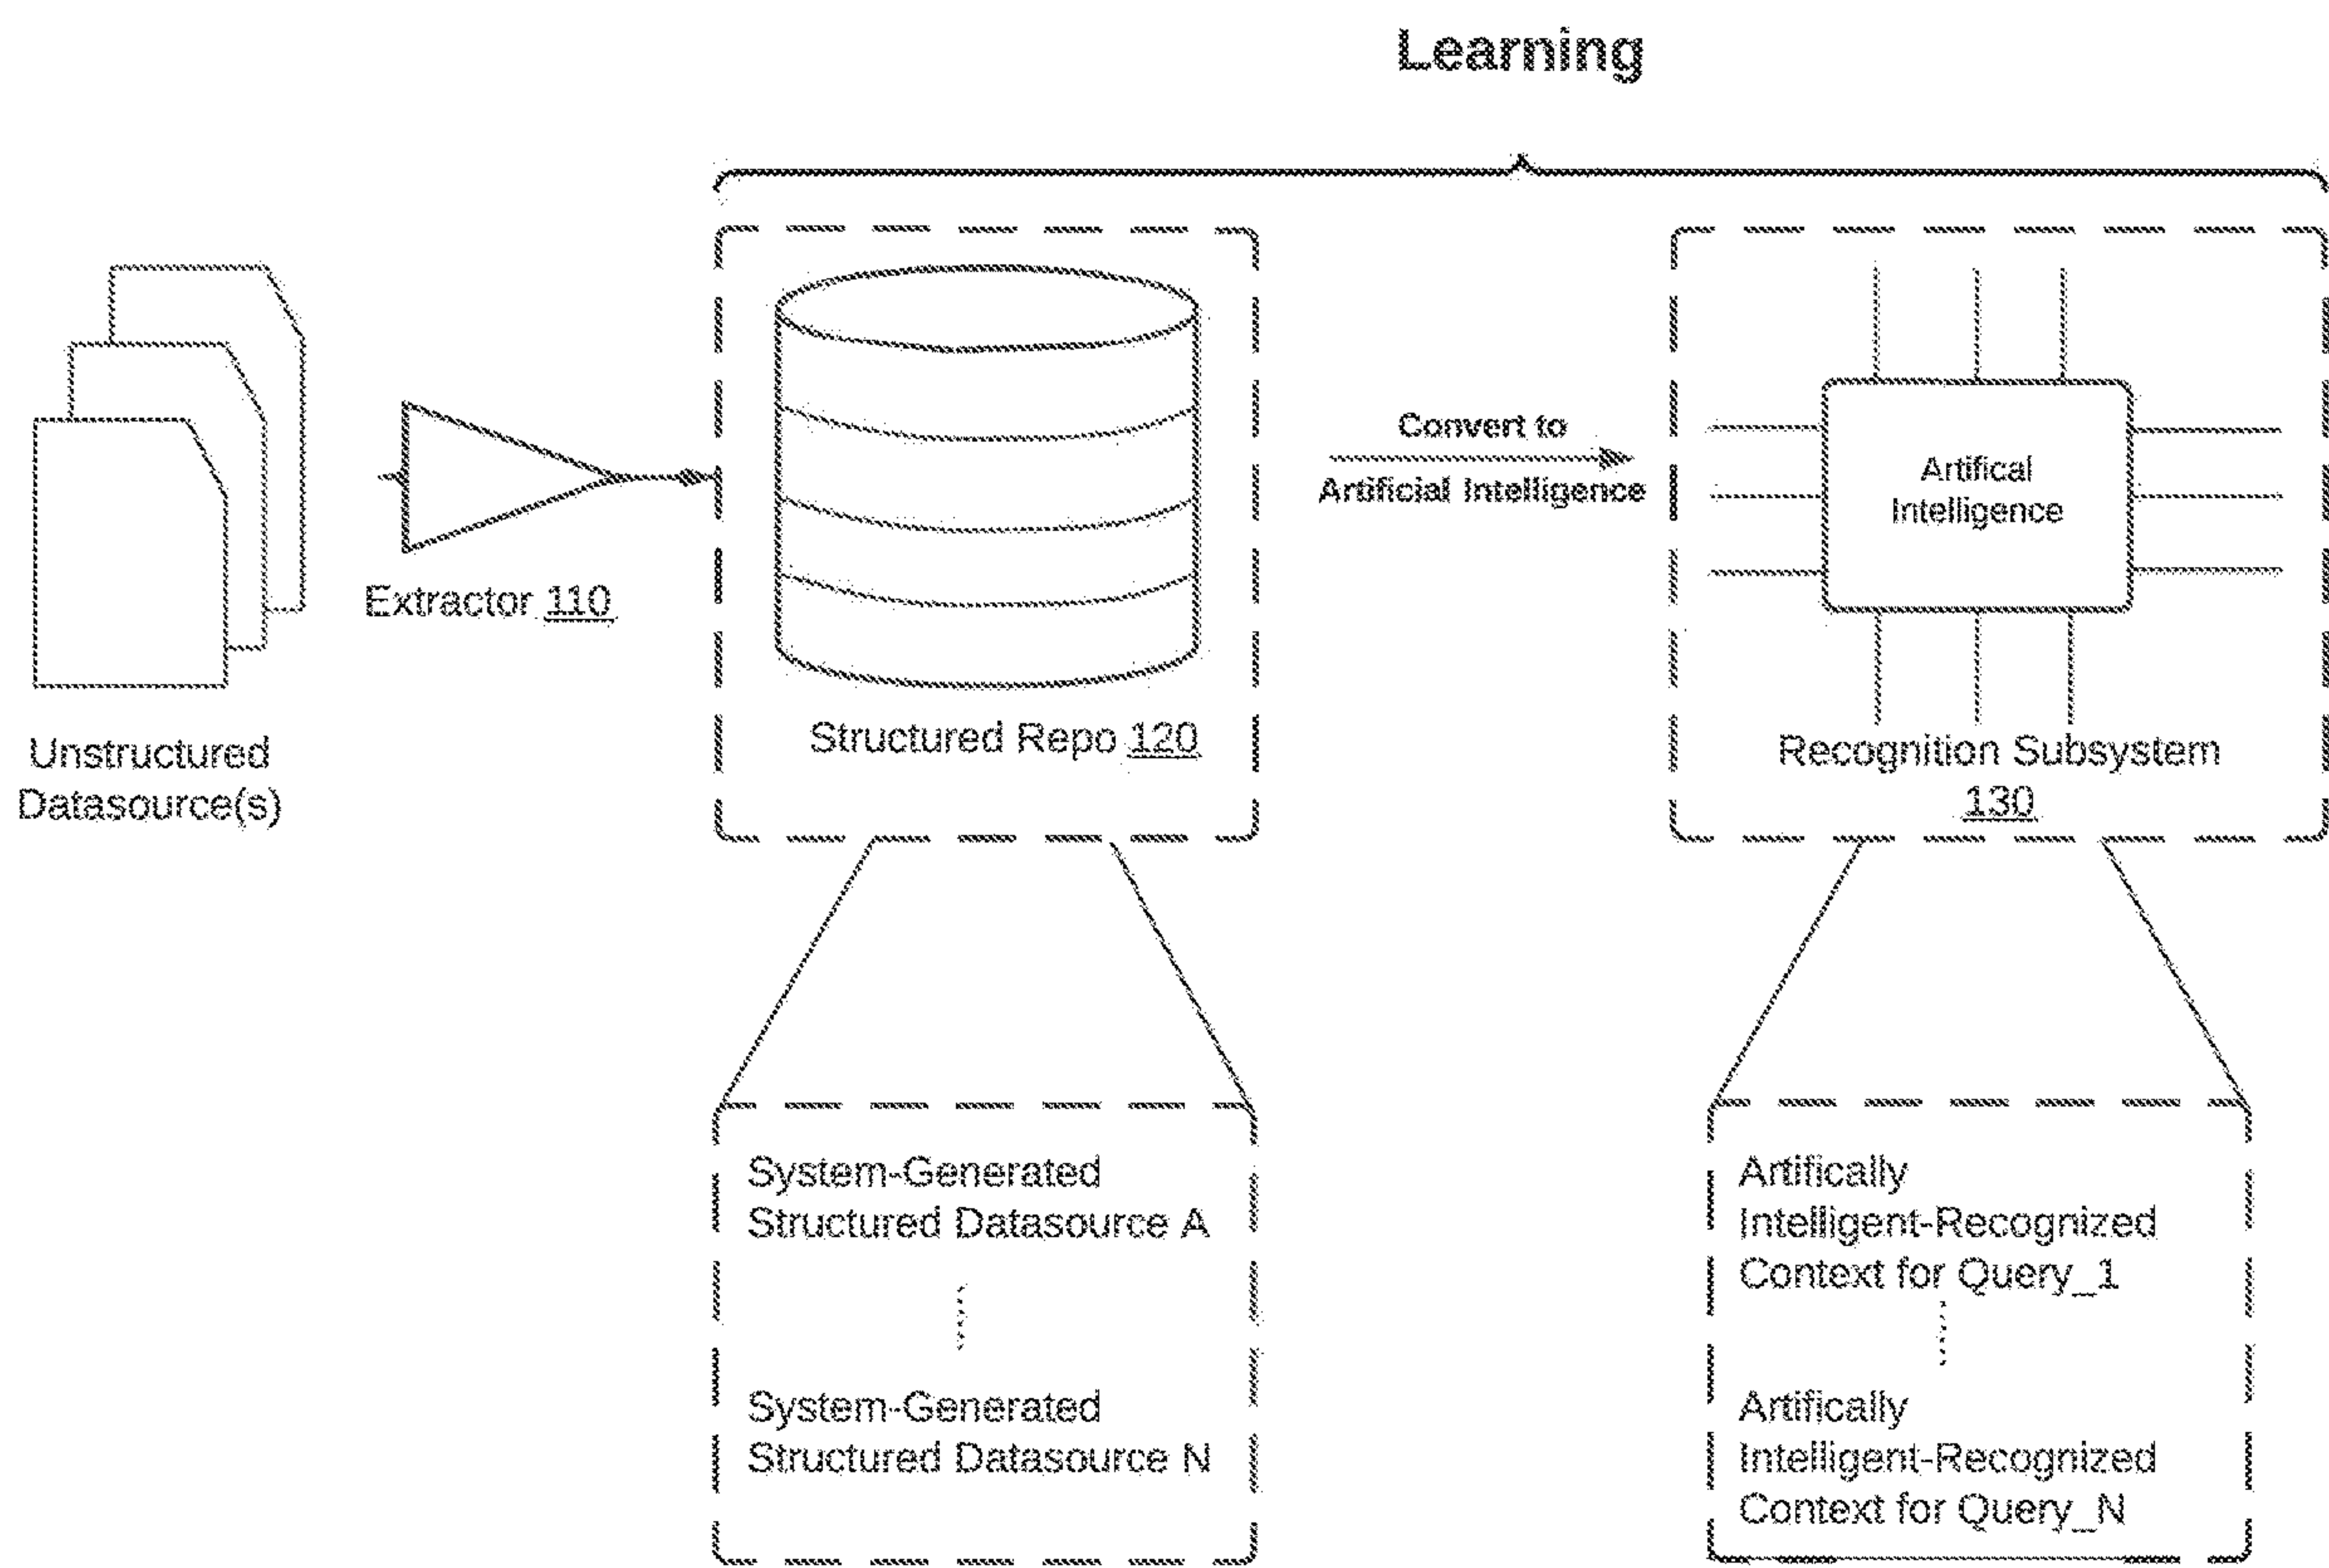 Learning
Convert to
Artificial Intelligence
Artifical
Intelligence
Extractor 110
Structured Repo 120
Recognition Subsystem
130
Unstructured
Datasource(s)
System-Generated
Structured Datasource A
System-Generated
Structured Datasource N
Artifically
Intelligent-Recognized
Context for Query_1
Artifically
Intelligent-Recognized
Context for Query_N